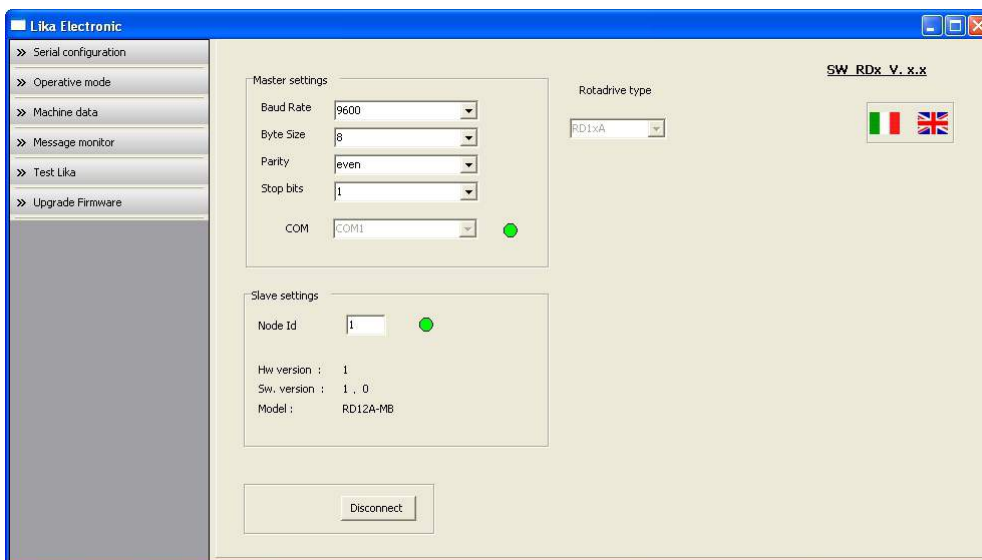 Lika Electronic
» Serial configuration
» Operative mode
» Machine data
» Message monitor
» Test Lika
» Upgrade Firmware
SW RDx V. x.x
Master settings
Baud Rate 9600
Byte Size 8
Parity even
Stop bits 1
COM COM1
Rotadrive type
RD1xA
Slave settings
Node Id 1
Hw version : 1
Sw. version : 1 . 0
Model : RD12A-MB
Disconnect